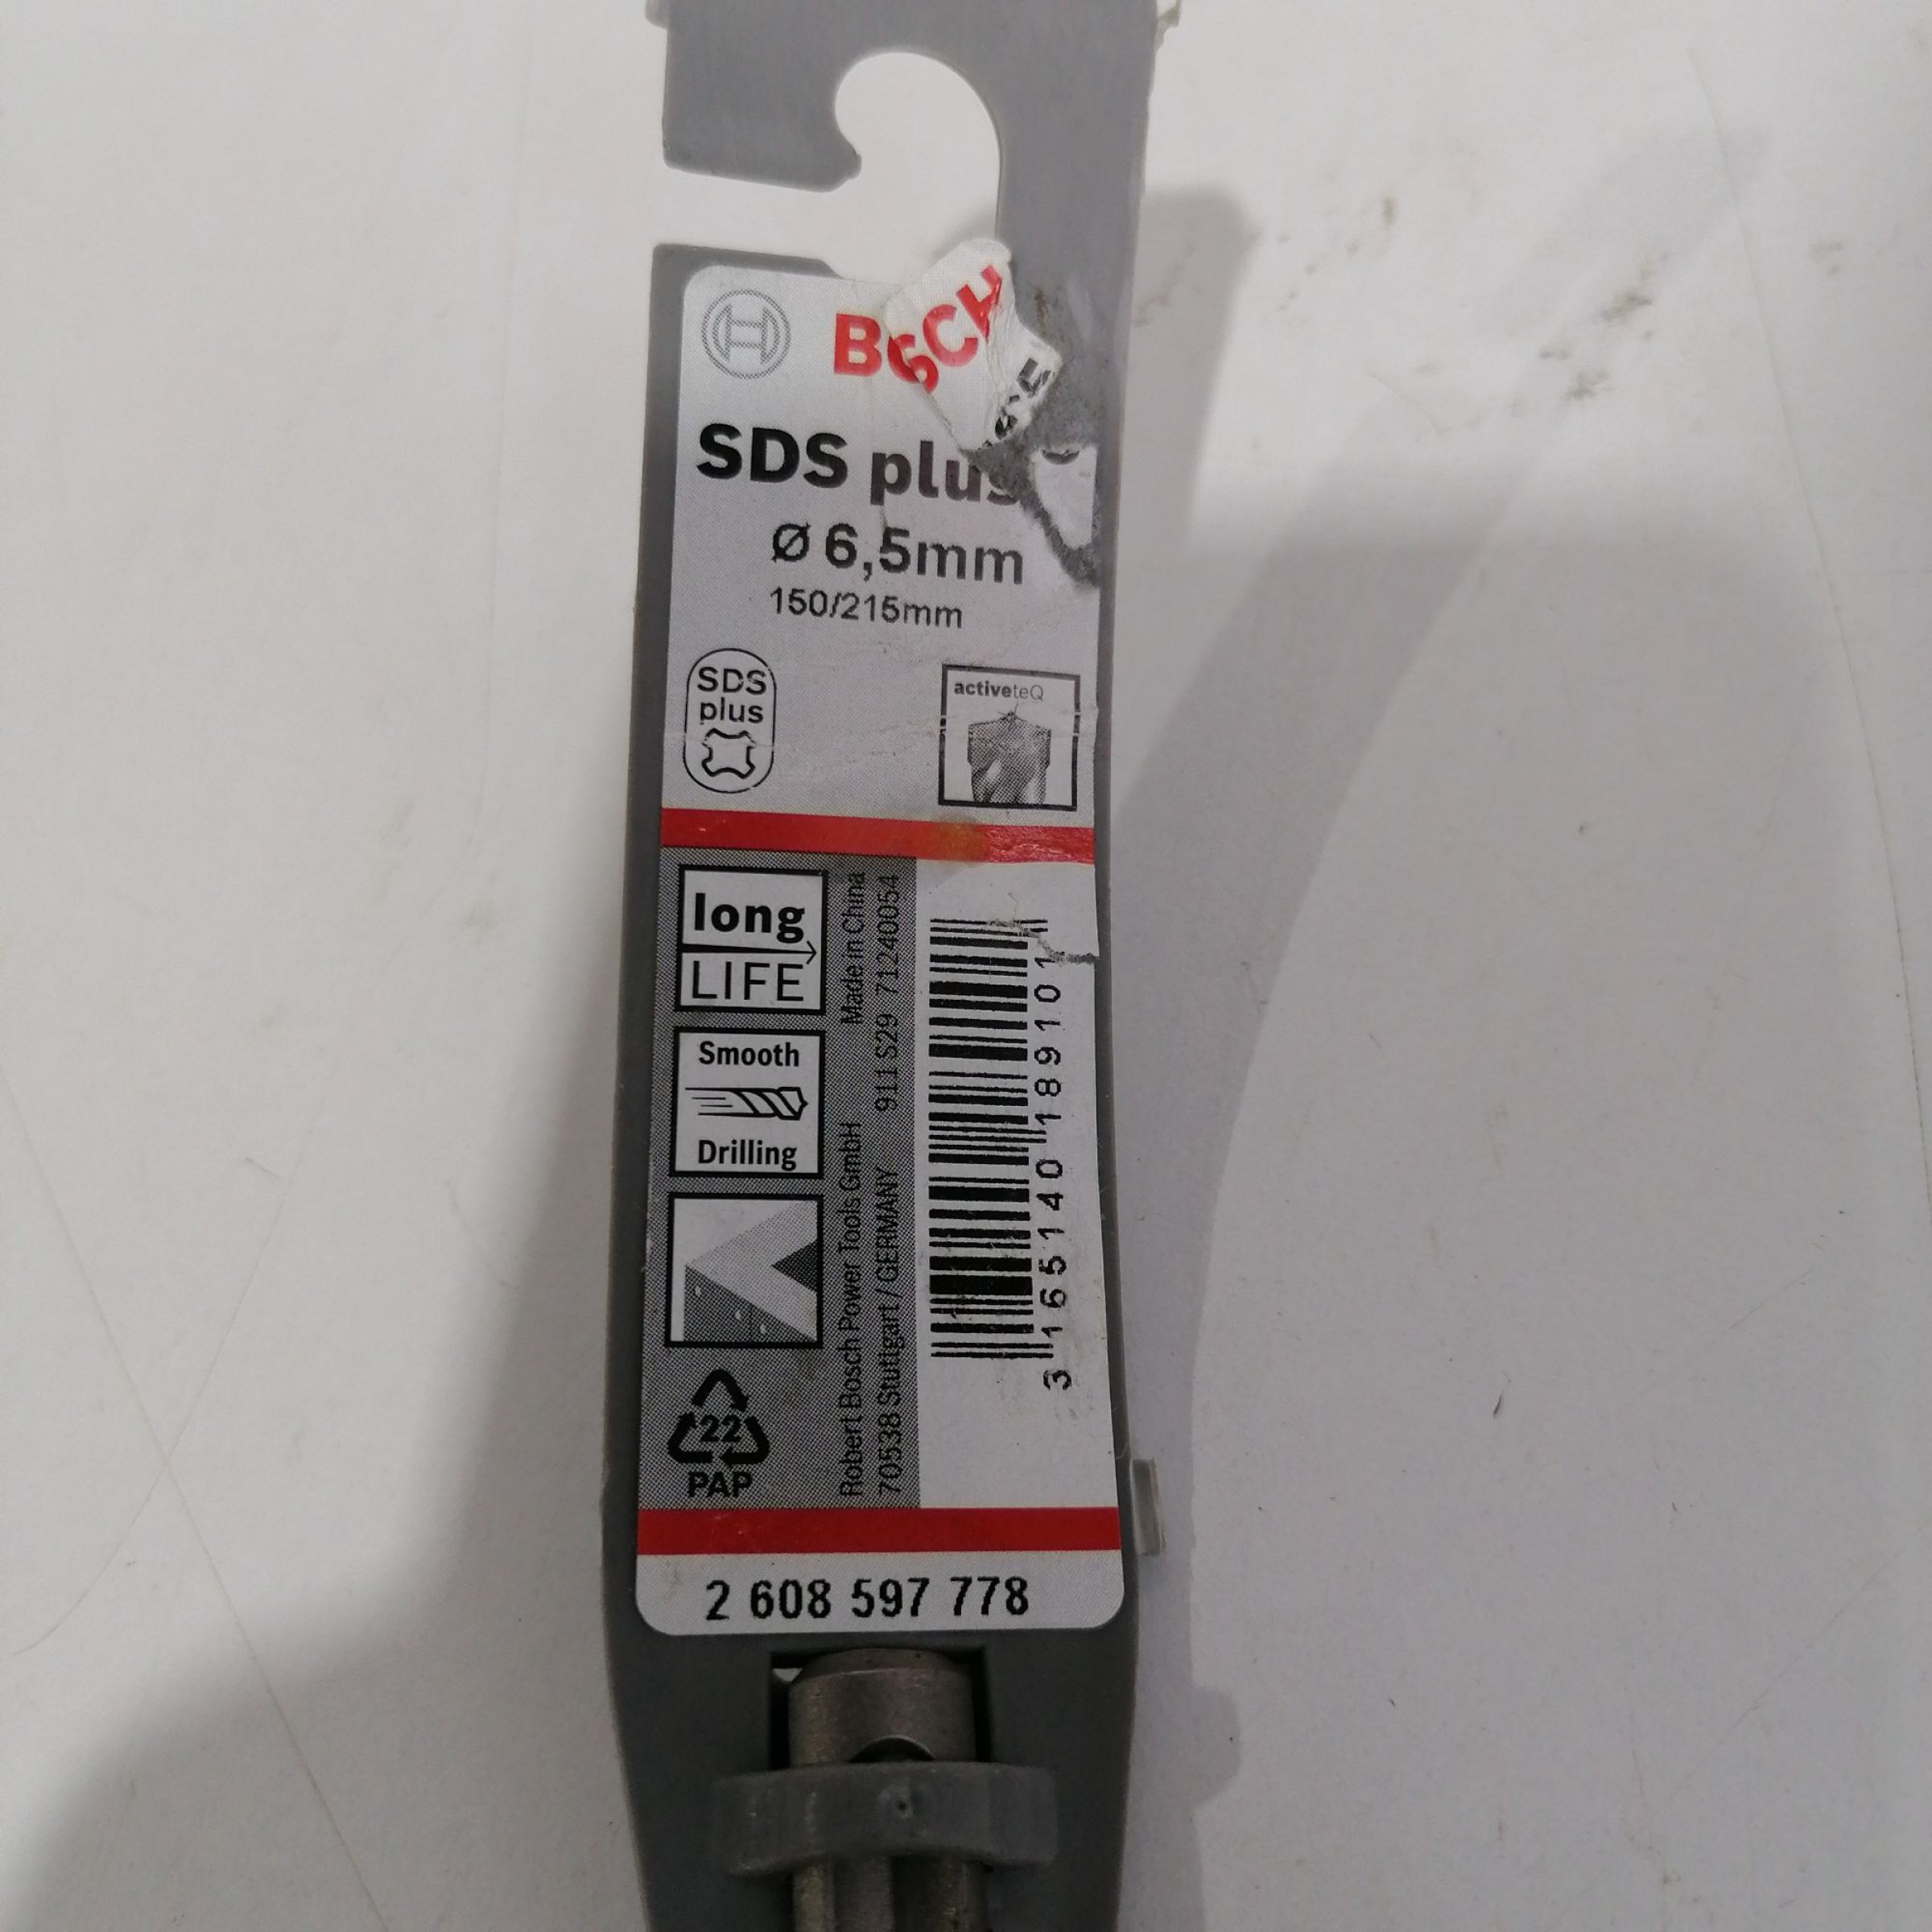 BOSCH
SDS plus
Ø 6,5mm
150/215mm
SDS
plus
activeteQ
long
LIFE
Smooth
Drilling
Made in China
911 S29 71240054
Robert Bosch Power Tools GmbH
70538 Stuttgart / GERMANY
3 165140 189101
22
PAP
2 608 597 778